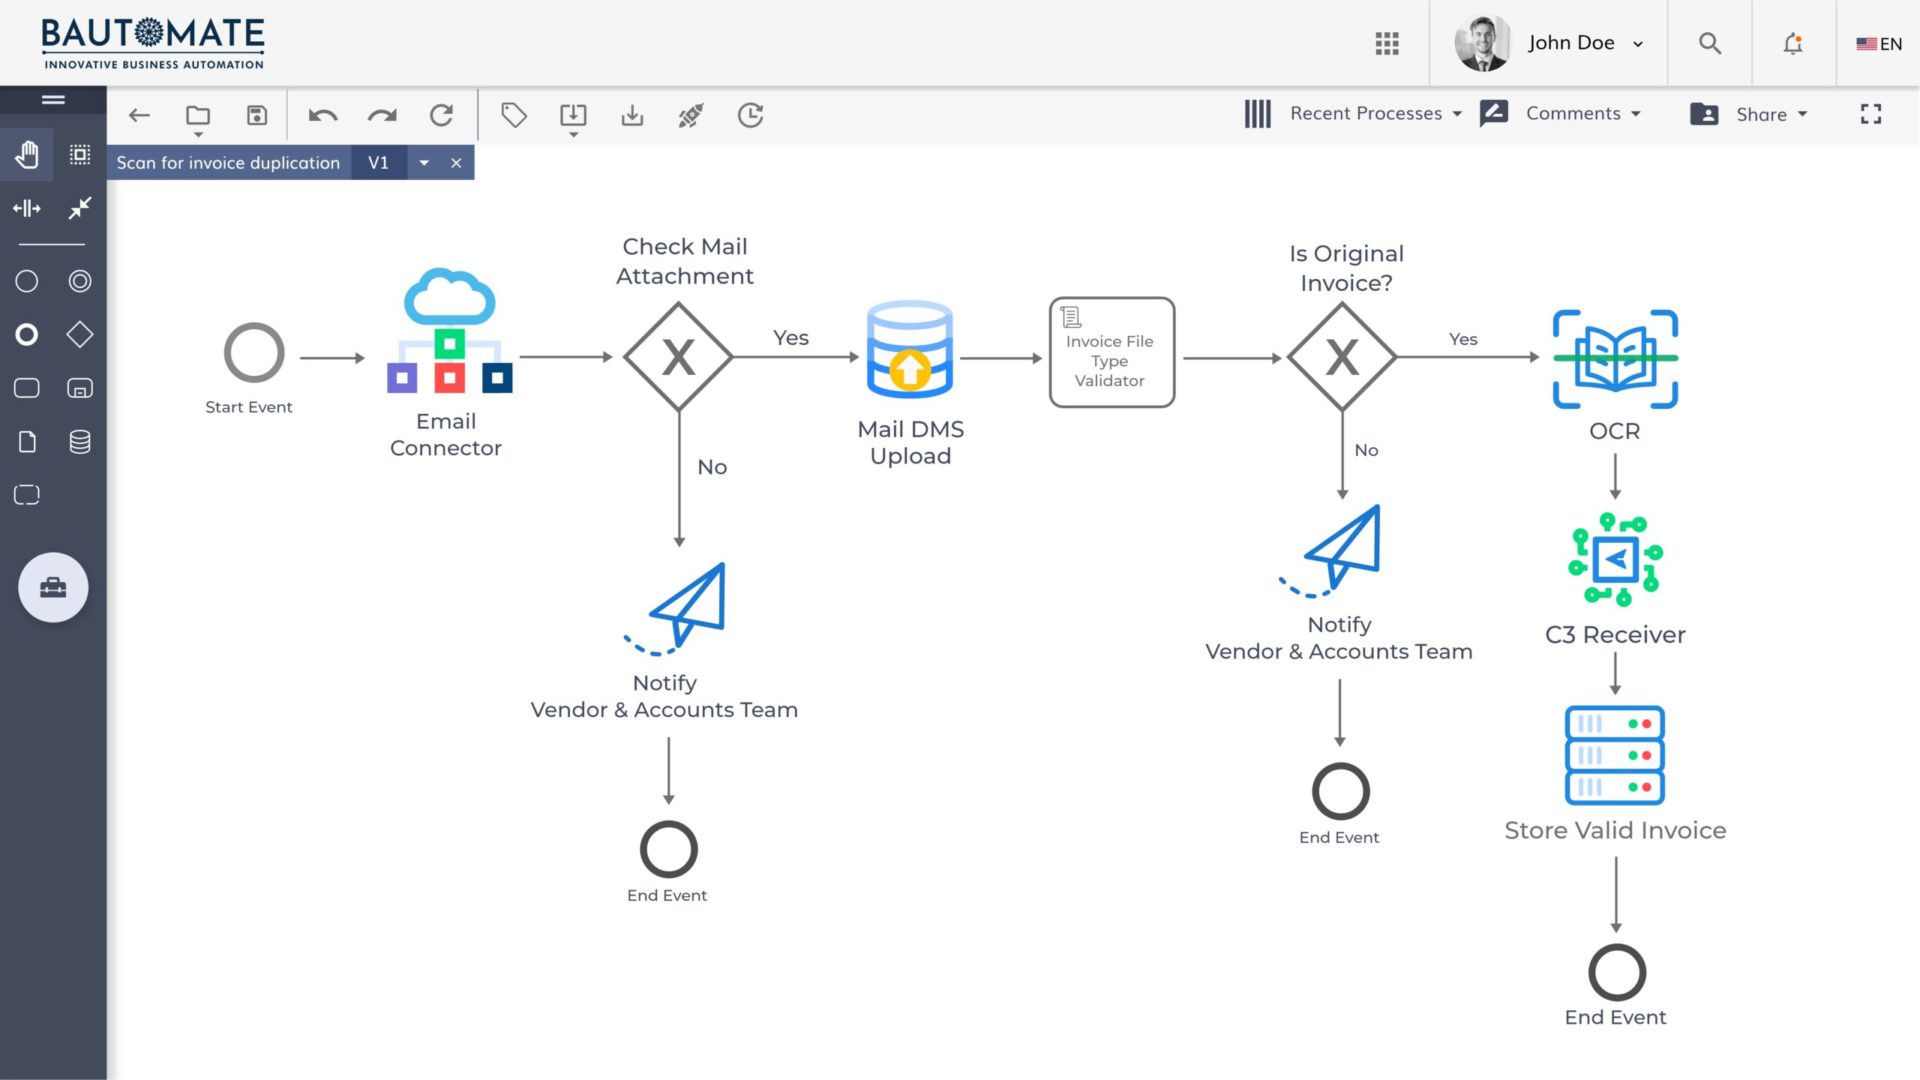 BAUTOMATE
INNOVATIVE BUSINESS AUTOMATION
John Doe
EN
Recent Processes
Comments
Share
Scan for invoice duplication
V1
Start Event
Email
Connector
Check Mail
Attachment
X
Yes
No
Notify
Vendor & Accounts Team
End Event
Mail DMS
Upload
Invoice File
Type
Validator
Is Original
Invoice?
X
Yes
No
Notify
Vendor & Accounts Team
End Event
OCR
C3 Receiver
Store Valid Invoice
End Event